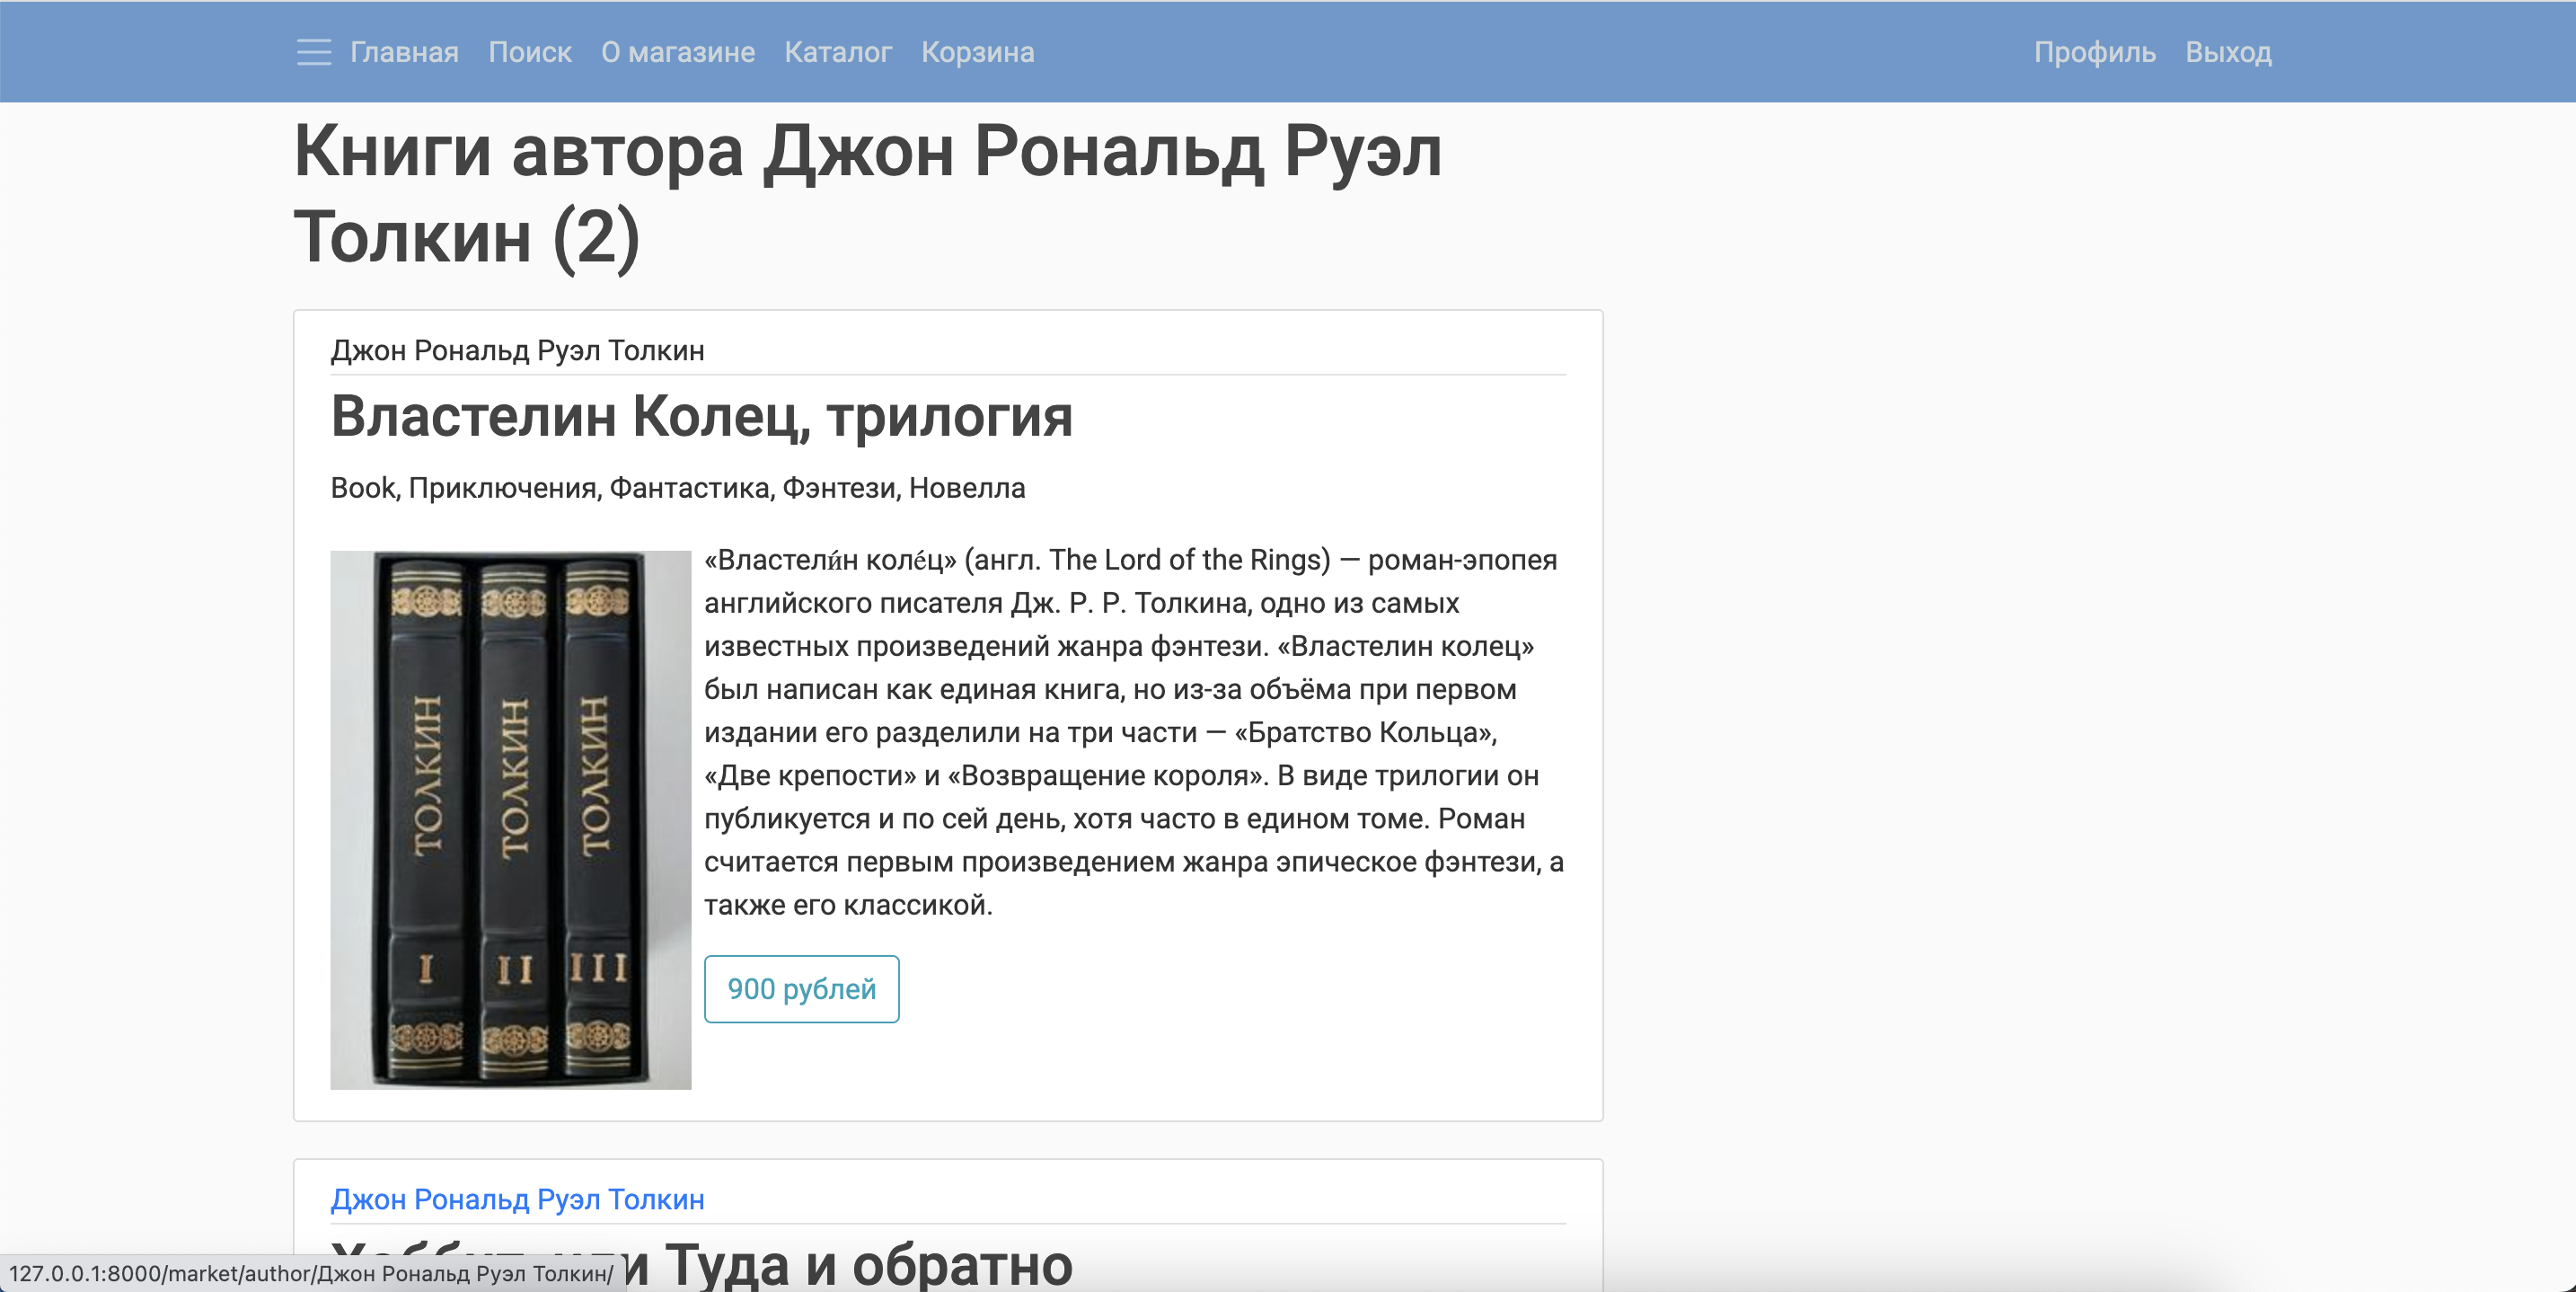 Главная Поиск О магазине Каталог Корзина Профиль Выход
Книги автора Джон Рональд Руэл
Толкин (2)
Джон Рональд Руэл Толкин
Властелин Колец, трилогия
Book, Приключения, Фантастика, Фэнтези, Новелла
ТОЛКИН
I
ТОЛКИН
II
ТОЛКИН
III
«Властели́н коле́ц» (англ. The Lord of the Rings) — роман-эпопея
английского писателя Дж. Р. Р. Толкина, одно из самых
известных произведений жанра фэнтези. «Властелин колец»
был написан как единая книга, но из-за объёма при первом
издании его разделили на три части — «Братство Кольца»,
«Две крепости» и «Возвращение короля». В виде трилогии он
публикуется и по сей день, хотя часто в едином томе. Роман
считается первым произведением жанра эпическое фэнтези, а
также его классикой.
900 рублей
Джон Рональд Руэл Толкин
Хоббит, или Туда и обратно
127.0.0.1:8000/market/author/Джон Рональд Руэл Толкин/